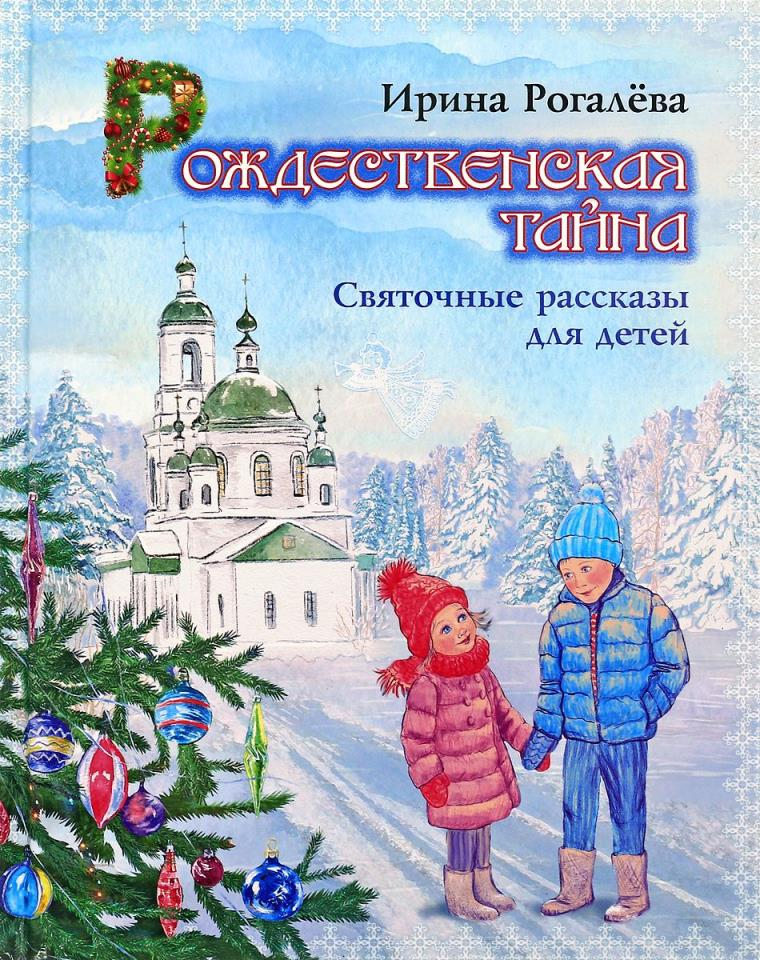 Ирина Рогалёва
Рождественская
тайна
Святочные рассказы
для детей